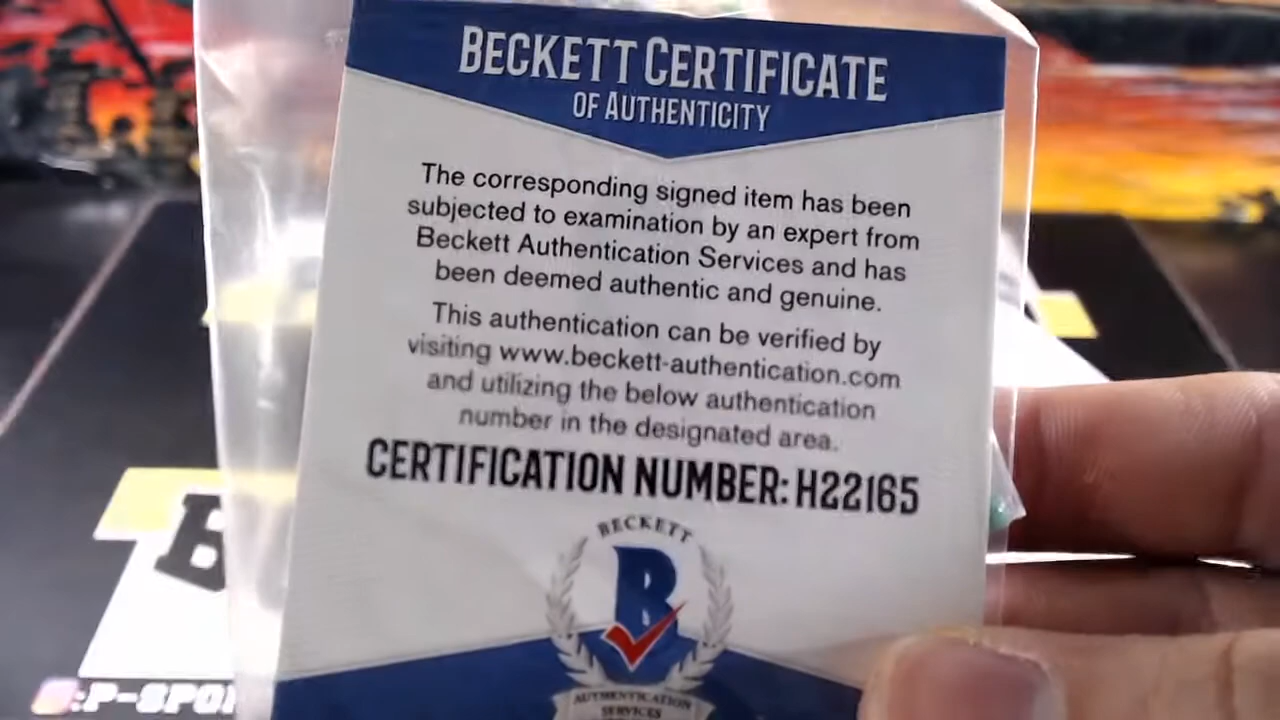 BECKETT CERTIFICATE
OF AUTHENTICITY
The corresponding signed item has been
subjected to examination by an expert from
Beckett Authentication Services and has
been deemed authentic and genuine.
This authentication can be verified by
visiting www.beckett-authentication.com
and utilizing the below authentication
number in the designated area.
CERTIFICATION NUMBER: H22165
BECKETT
B
AUTHENTICATION
SERVICES
B
:P-SPO